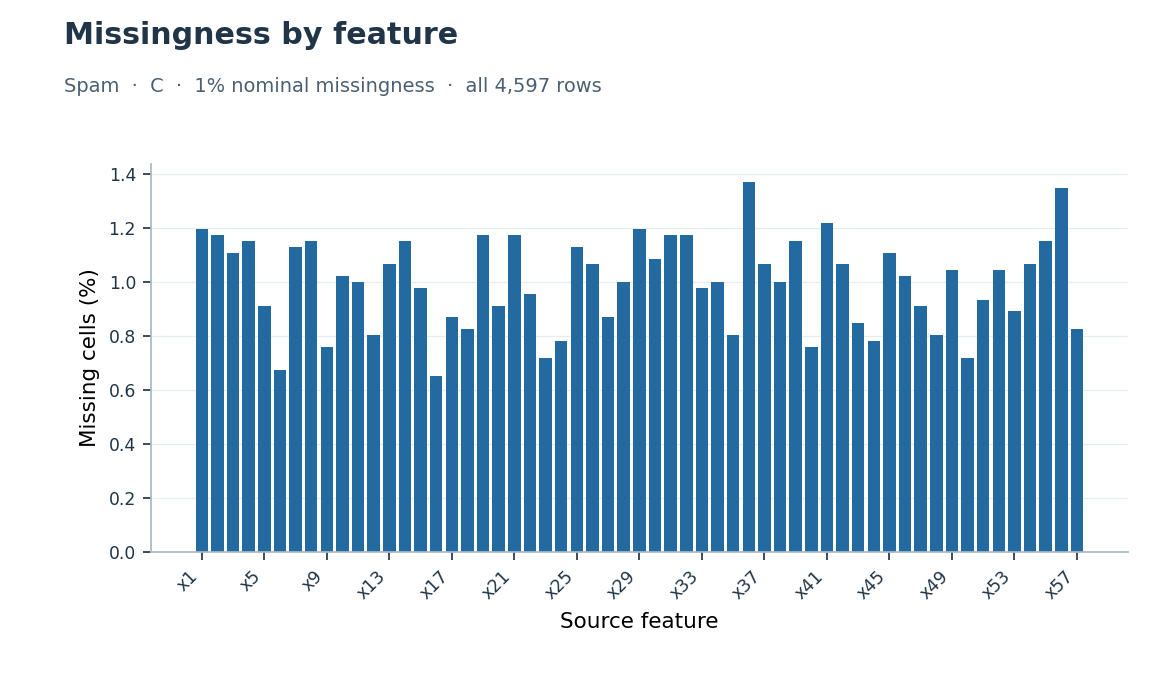 Missingness by feature
Spam · C · 1% nominal missingness · all 4,597 rows
Missing cells (%)
1.4
1.2
1.0
0.8
0.6
0.4
0.2
0.0
x1 x5 x9 x13 x17 x21 x25 x29 x33 x37 x41 x45 x49 x53 x57
Source feature